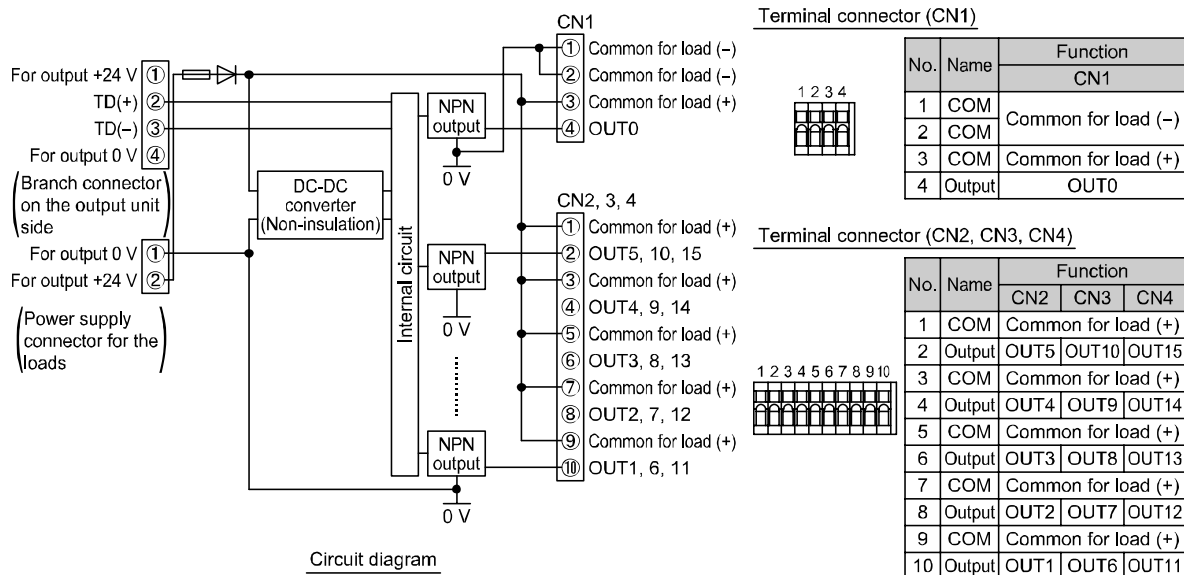 For output +24 V ①
TD(+) ②
TD(−) ③
For output 0 V ④
(Branch connector
on the output unit
side)
For output 0 V ①
For output +24 V ②
(Power supply
connector for the
loads)
DC-DC
converter
(Non-insulation)
Internal circuit
NPN
output
0 V
NPN
output
0 V
NPN
output
0 V
CN1
① Common for load (−)
② Common for load (−)
③ Common for load (+)
④ OUT0
CN2, 3, 4
① Common for load (+)
② OUT5, 10, 15
③ Common for load (+)
④ OUT4, 9, 14
⑤ Common for load (+)
⑥ OUT3, 8, 13
⑦ Common for load (+)
⑧ OUT2, 7, 12
⑨ Common for load (+)
⑩ OUT1, 6, 11
Circuit diagram
Terminal connector (CN1)
1 2 3 4
No. Name Function
CN1
1 COM Common for load (−)
2 COM
3 COM Common for load (+)
4 Output OUT0
Terminal connector (CN2, CN3, CN4)
1 2 3 4 5 6 7 8 9 10
No. Name Function
CN2 CN3 CN4
1 COM Common for load (+)
2 Output OUT5 OUT10 OUT15
3 COM Common for load (+)
4 Output OUT4 OUT9 OUT14
5 COM Common for load (+)
6 Output OUT3 OUT8 OUT13
7 COM Common for load (+)
8 Output OUT2 OUT7 OUT12
9 COM Common for load (+)
10 Output OUT1 OUT6 OUT11